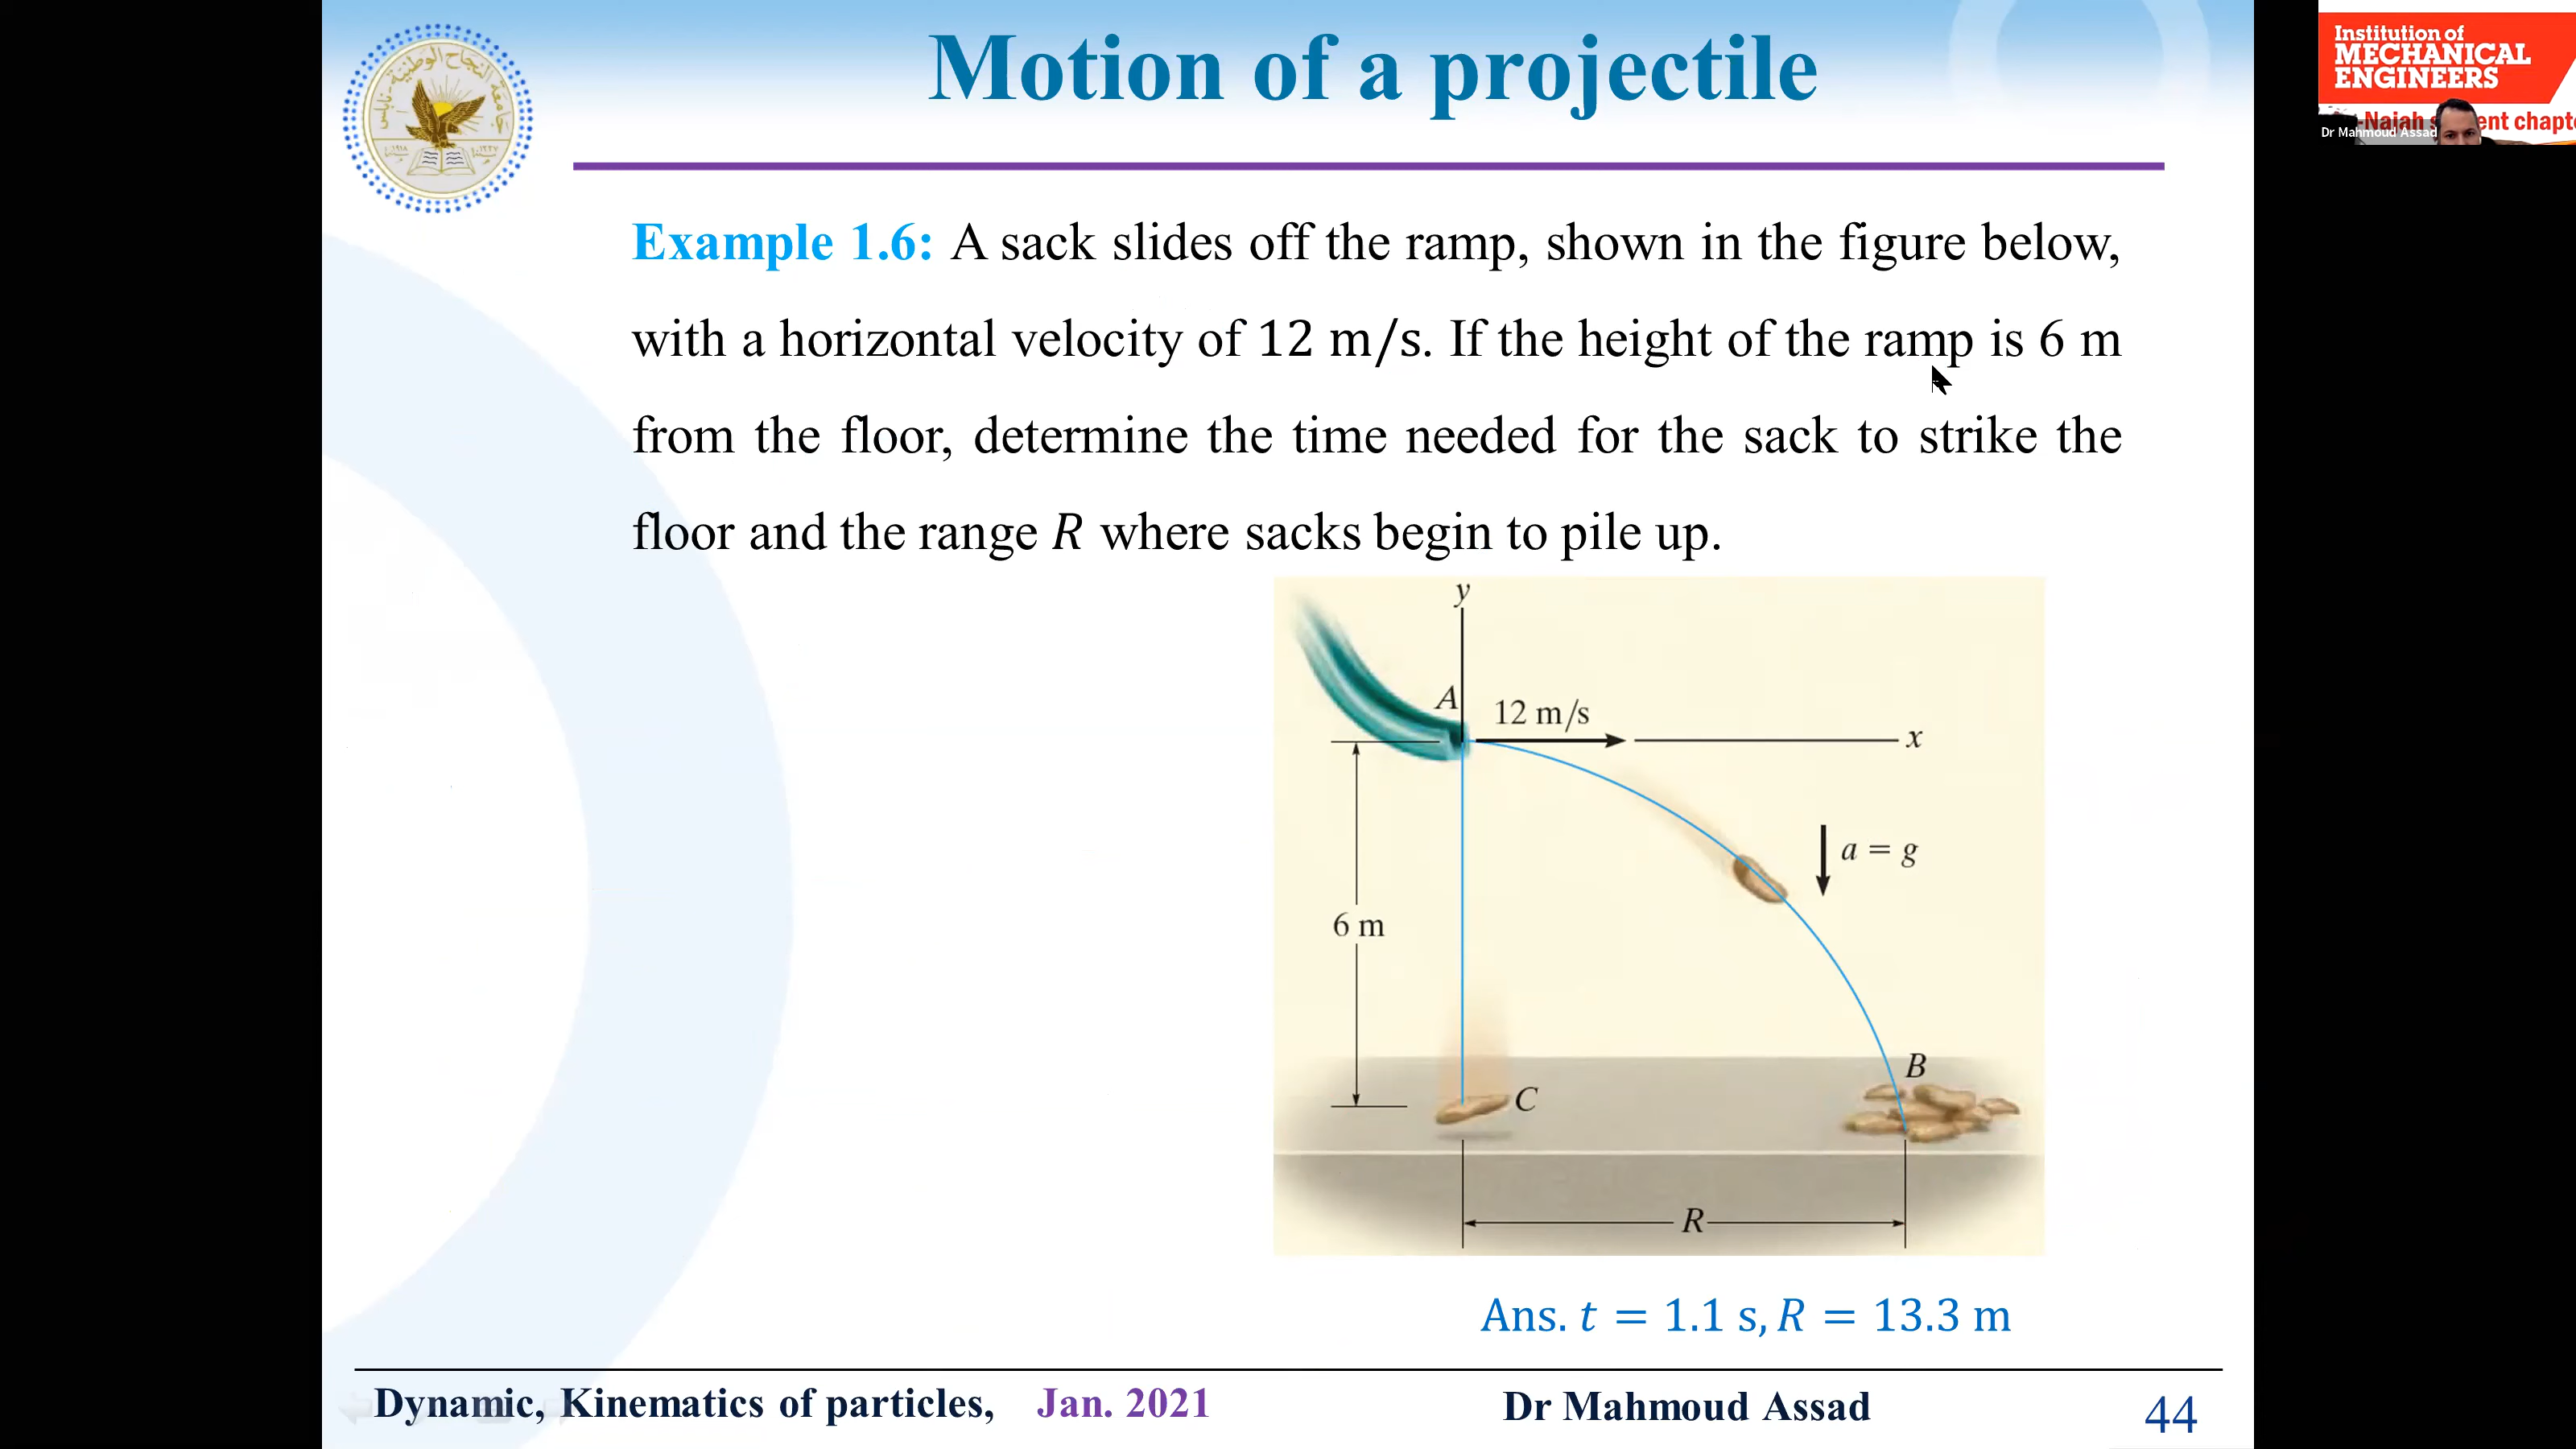 Motion of a projectile
Institution of
MECHANICAL
ENGINEERS
Dr Mahmoud Assad
Example 1.6: A sack slides off the ramp, shown in the figure below,
with a horizontal velocity of 12 m/s. If the height of the ramp is 6 m
from the floor, determine the time needed for the sack to strike the
floor and the range R where sacks begin to pile up.
y
A
12 m/s
x
a = g
6 m
B
C
R
Ans. t = 1.1 s, R = 13.3 m
Dynamic, Kinematics of particles, Jan. 2021 Dr Mahmoud Assad 44